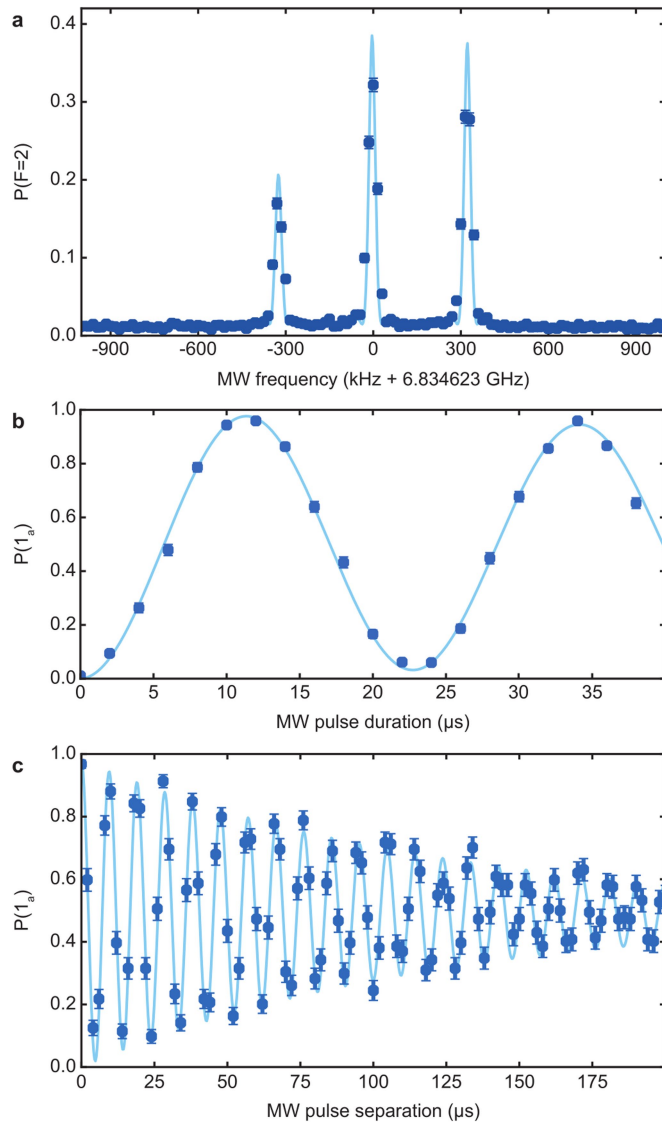 a
0.4
0.3
0.2
0.1
0.0
P(F=2)
-900 -600 -300 0 300 600 900
MW frequency (kHz + 6.834623 GHz)
b
1.0
0.8
0.6
0.4
0.2
0.0
P(1ₐ)
0 5 10 15 20 25 30 35
MW pulse duration (µs)
c
1.0
0.8
0.6
0.4
0.2
0.0
P(1ₐ)
0 25 50 75 100 125 150 175
MW pulse separation (µs)